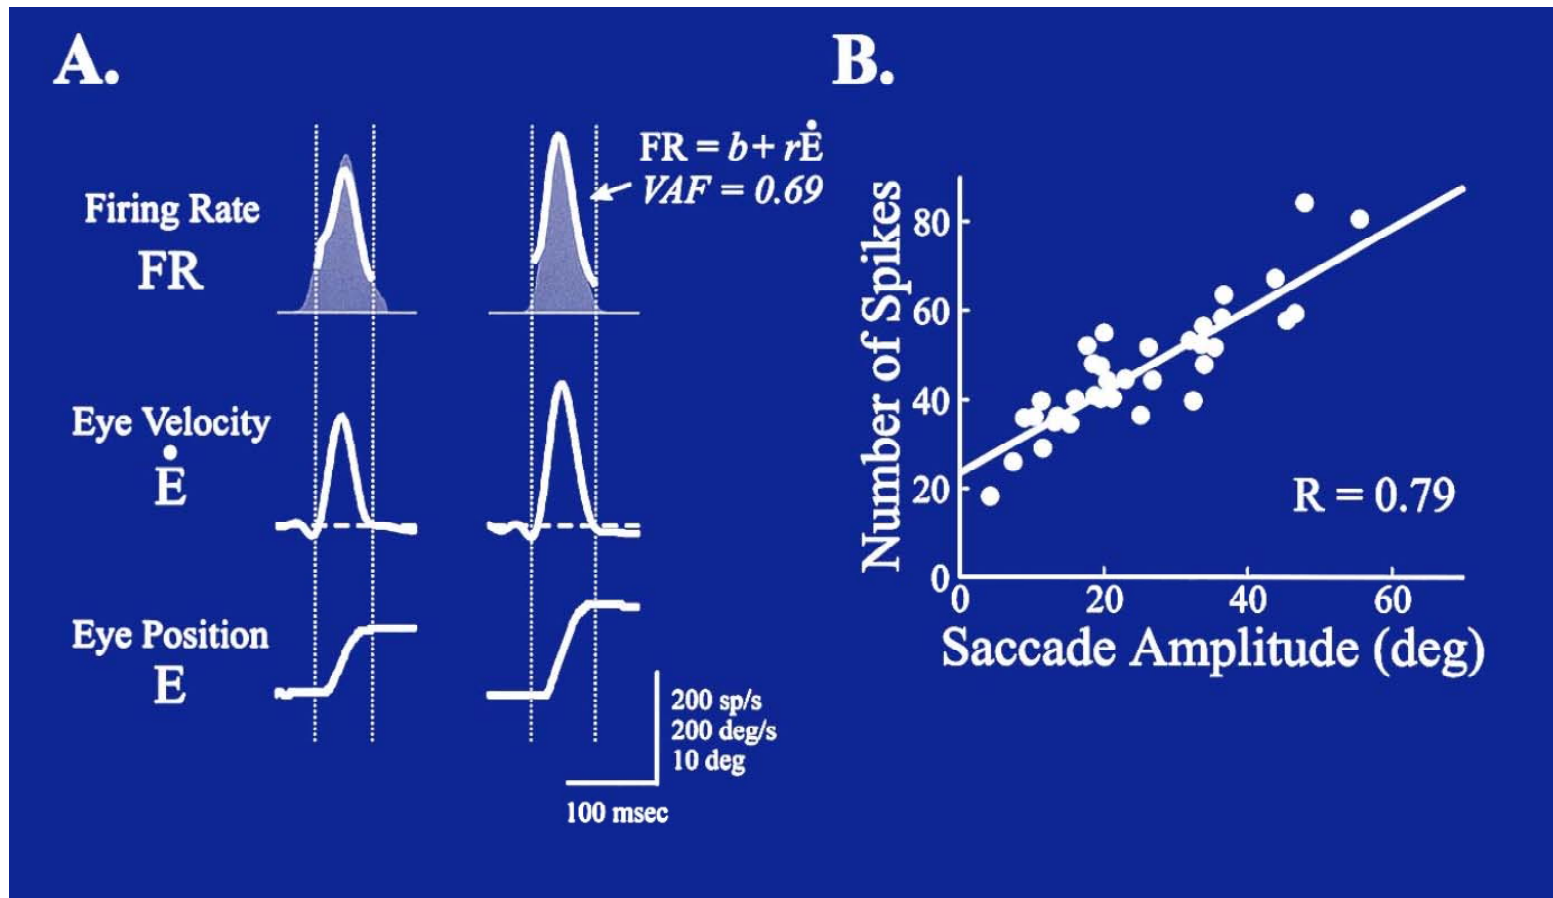 A.
Firing Rate
FR
FR = b + rĖ
VAF = 0.69
Eye Velocity
Ė
Eye Position
E
200 sp/s
200 deg/s
10 deg
100 msec
B.
Number of Spikes
80
60
40
20
0
0 20 40 60
R = 0.79
Saccade Amplitude (deg)